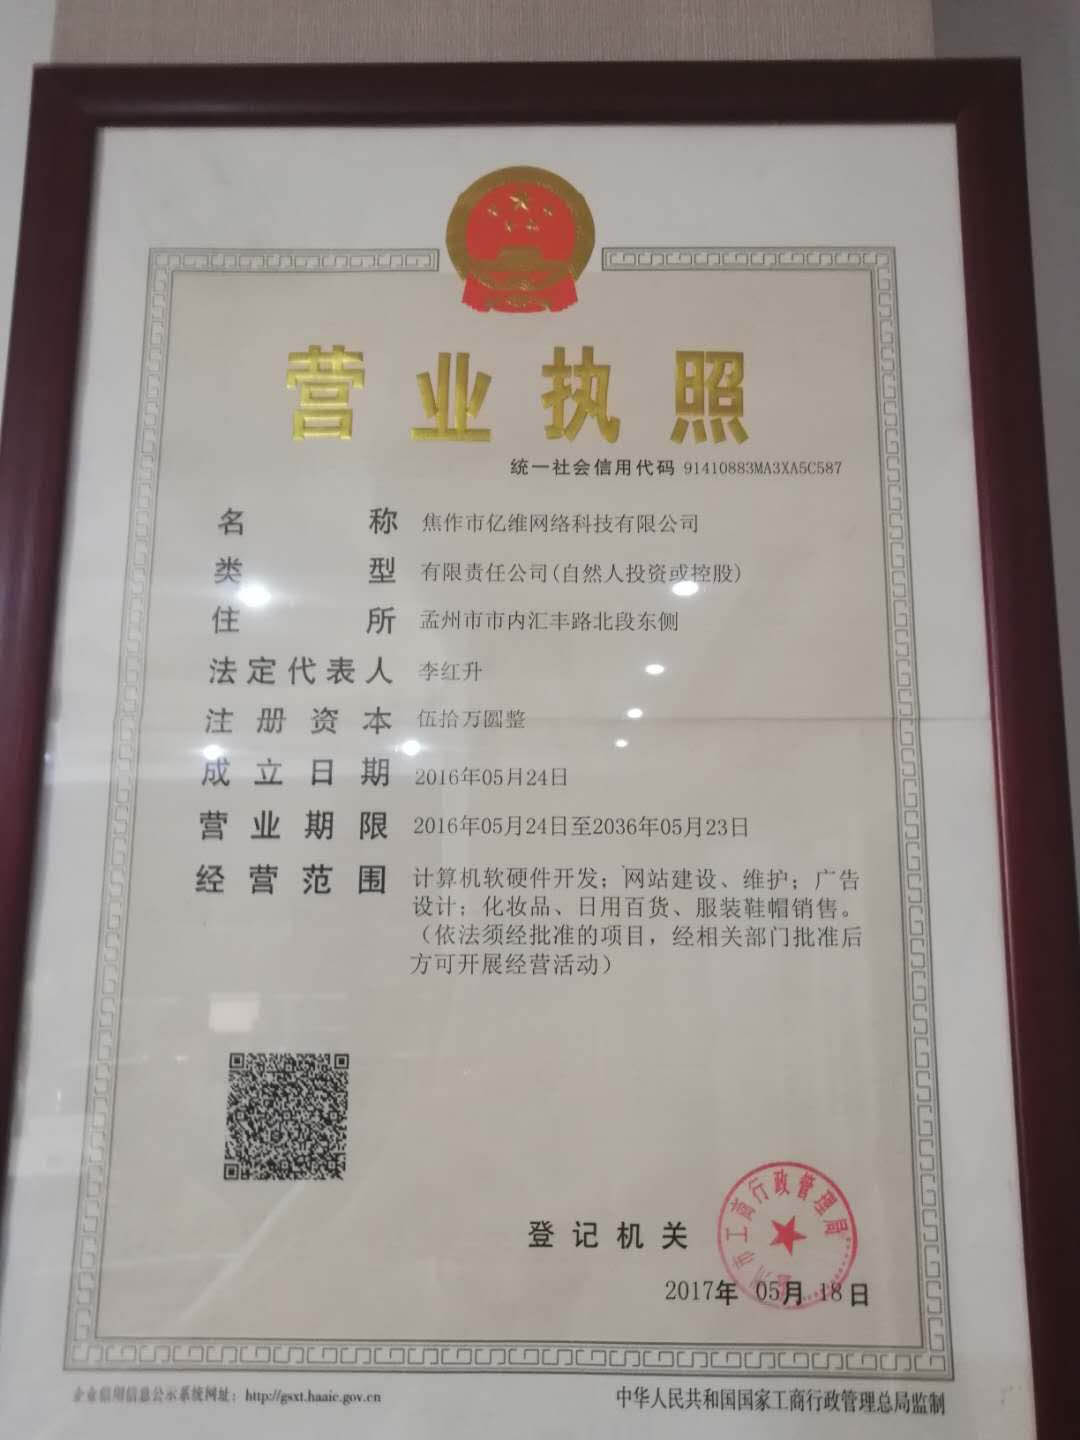 营业执照
统一社会信用代码 91410883MA3XA5C587
名称 焦作市亿维网络科技有限公司
类型 有限责任公司(自然人投资或控股)
住所 孟州市市内汇丰路北段东侧
法定代表人 李红升
注册资本 伍拾万圆整
成立日期 2016年05月24日
营业期限 2016年05月24日至2036年05月23日
经营范围 计算机软硬件开发；网站建设、维护；广告
设计；化妆品、日用百货、服装鞋帽销售。
（依法须经批准的项目，经相关部门批准后
方可开展经营活动）
市工商行政管理局
登记机关
2017年 05月 18日
企业信用信息公示系统网址：http://gsxt.haaic.gov.cn
中华人民共和国国家工商行政管理总局监制